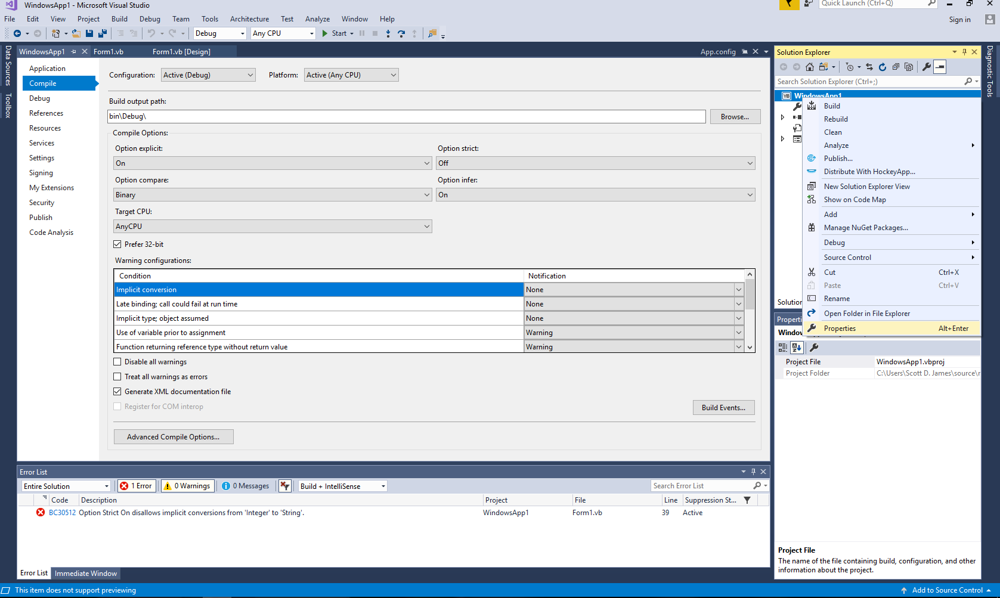 WindowsApp1 - Microsoft Visual Studio
Quick Launch (Ctrl+Q)
File Edit View Project Build Debug Team Tools Architecture Test Analyze Window Help
Sign in
Debug Any CPU Start
Data Sources
Toolbox
WindowsApp1 Form1.vb Form1.vb [Design] App.config
Application
Compile
Debug
References
Resources
Services
Settings
Signing
My Extensions
Security
Publish
Code Analysis
Configuration: Active (Debug) Platform: Active (Any CPU)
Build output path:
bin\Debug\ Browse...
Compile Options:
Option explicit: Option strict:
On Off
Option compare: Option infer:
Binary On
Target CPU:
AnyCPU
Prefer 32-bit
Warning configurations:
Condition Notification
Implicit conversion None
Late binding; call could fail at run time None
Implicit type; object assumed None
Use of variable prior to assignment Warning
Function returning reference type without return value Warning
Disable all warnings
Treat all warnings as errors
Generate XML documentation file
Register for COM interop
Build Events...
Advanced Compile Options...
Error List
Entire Solution 1 Error 0 Warnings 0 Messages Build + IntelliSense Search Error List
Code Description Project File Line Suppression St...
BC30512 Option Strict On disallows implicit conversions from 'Integer' to 'String'. WindowsApp1 Form1.vb 39 Active
Error List Immediate Window
Solution Explorer
Search Solution Explorer (Ctrl+;)
VB WindowsApp1
Build
Rebuild
Clean
Analyze
Publish...
Distribute With HockeyApp...
New Solution Explorer View
Show on Code Map
Add
Manage NuGet Packages...
Debug
Source Control
Cut Ctrl+X
Paste Ctrl+V
Rename
Open Folder in File Explorer
Properties Alt+Enter
Solution
Properti
Window
Project File WindowsApp1.vbproj
Project Folder C:\Users\Scott D. James\source\r
Project File
The name of the file containing build, configuration, and other
information about the project.
Diagnostic Tools
This item does not support previewing Add to Source Control